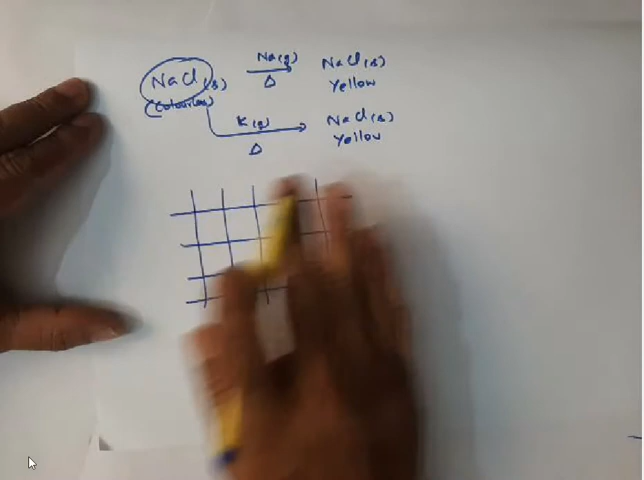 NaCl(s) Na(g) Δ NaCl(s)
(Colourless) Yellow
K(g) Δ NaCl(s)
Yellow